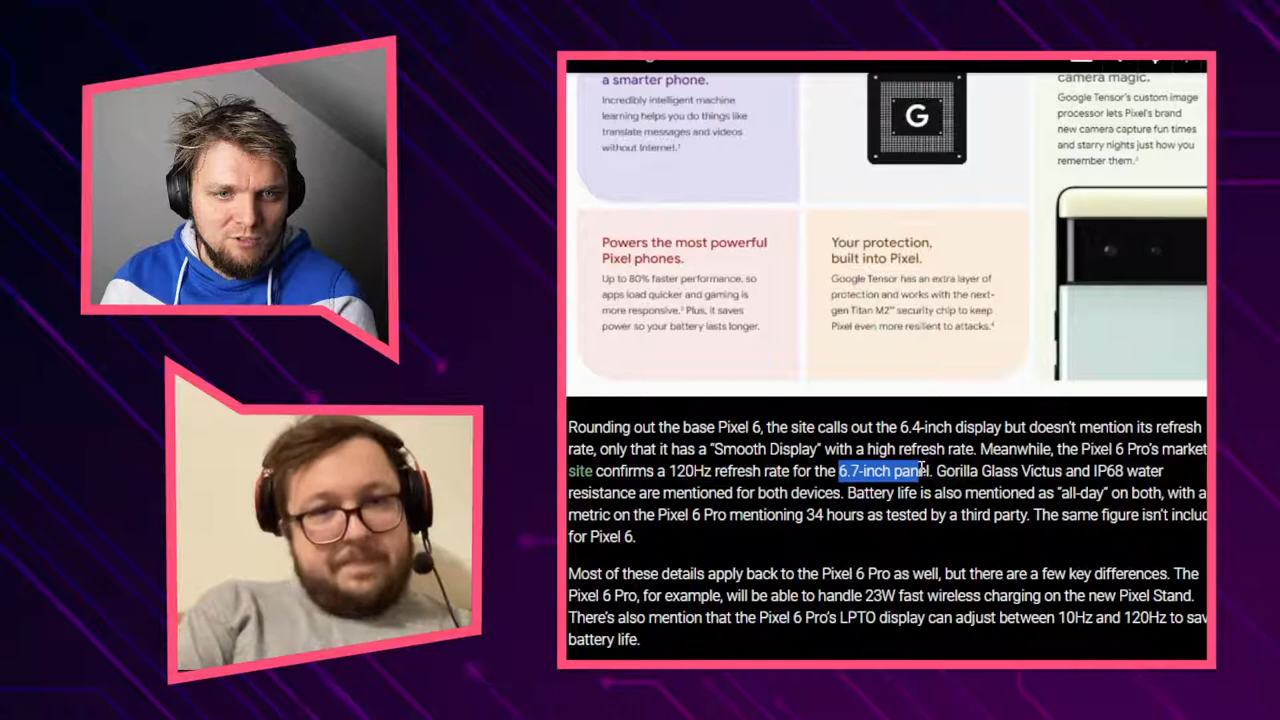 a smarter phone.
Incredibly intelligent machine
learning helps you do things like
translate messages and videos
without Internet.¹
G
camera magic.
Google Tensor's custom image
processor lets Pixel's brand
new camera capture fun times
and starry nights just how you
remember them.²
Powers the most powerful
Pixel phones.
Up to 80% faster performance, so
apps load quicker and gaming is
more responsive.³ Plus, it saves
power so your battery lasts longer.
Your protection,
built into Pixel.
Google Tensor has an extra layer of
protection and works with the next-
gen Titan M2™ security chip to keep
Pixel even more resilient to attacks.⁴
Rounding out the base Pixel 6, the site calls out the 6.4-inch display but doesn't mention its refresh
rate, only that it has a “Smooth Display” with a high refresh rate. Meanwhile, the Pixel 6 Pro's market
site confirms a 120Hz refresh rate for the 6.7-inch panel. Gorilla Glass Victus and IP68 water
resistance are mentioned for both devices. Battery life is also mentioned as “all-day” on both, with a
metric on the Pixel 6 Pro mentioning 34 hours as tested by a third party. The same figure isn't includ
for Pixel 6.
Most of these details apply back to the Pixel 6 Pro as well, but there are a few key differences. The
Pixel 6 Pro, for example, will be able to handle 23W fast wireless charging on the new Pixel Stand.
There's also mention that the Pixel 6 Pro's LPTO display can adjust between 10Hz and 120Hz to sav
battery life.